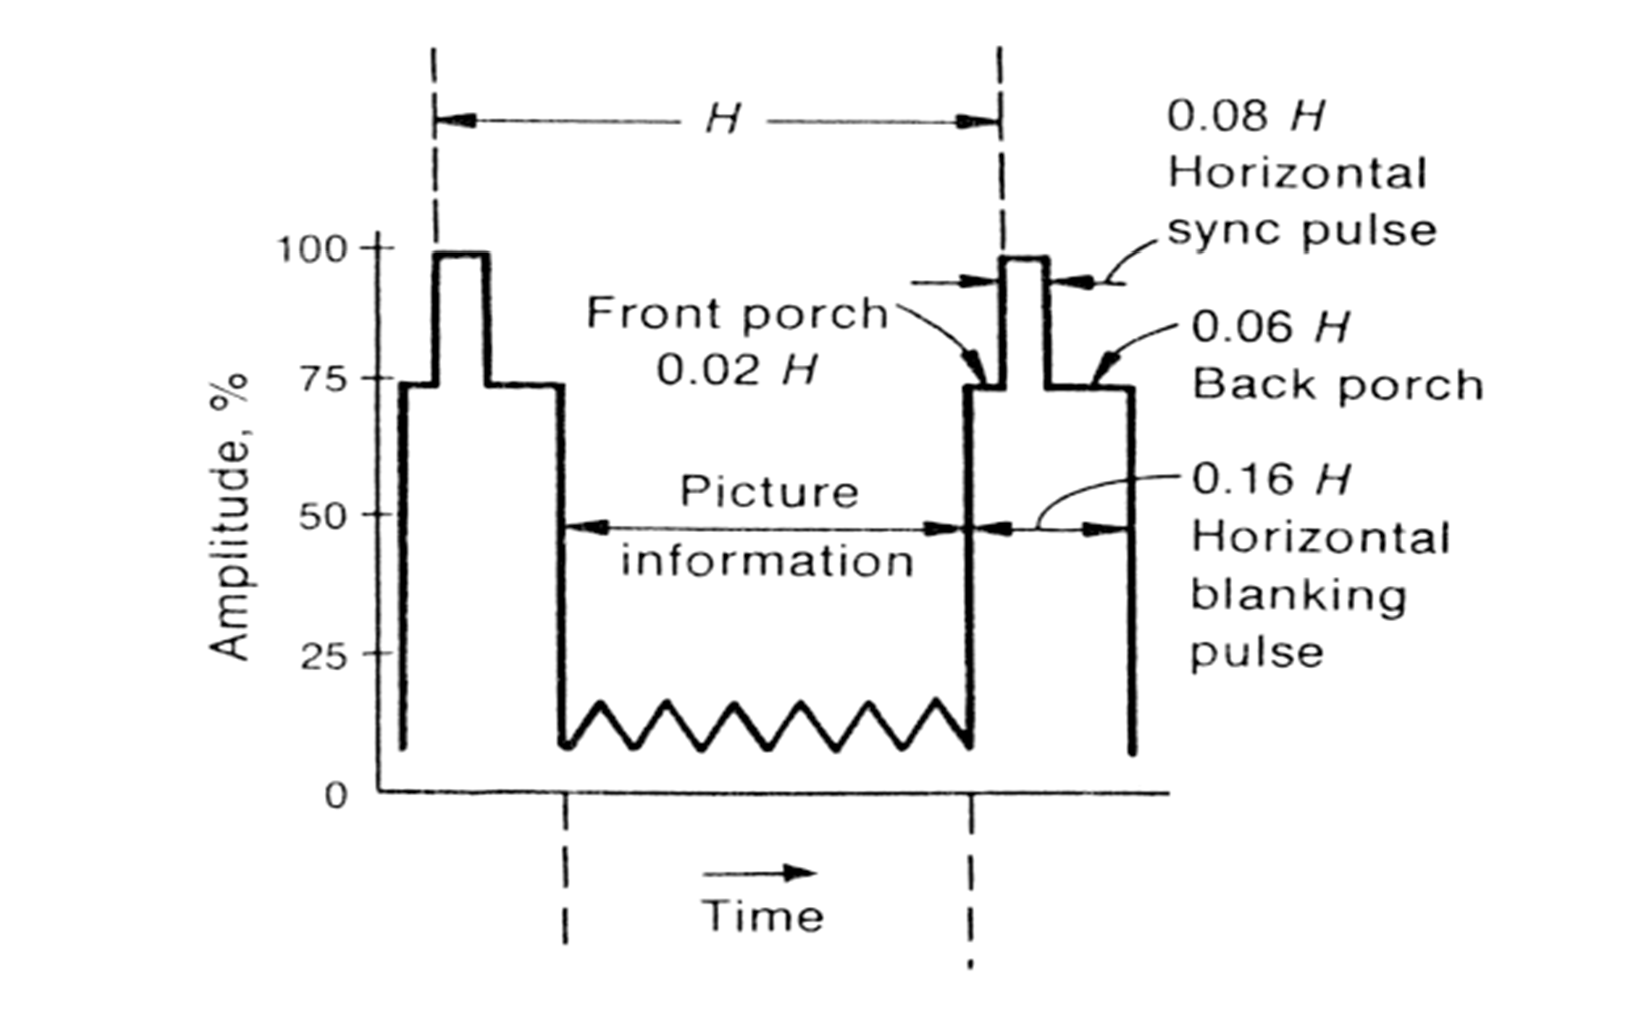 H
0.08 H
Horizontal
sync pulse
100
Front porch
0.02 H
0.06 H
Back porch
75
Amplitude, %
Picture
information
0.16 H
Horizontal
blanking
pulse
50
25
0
Time